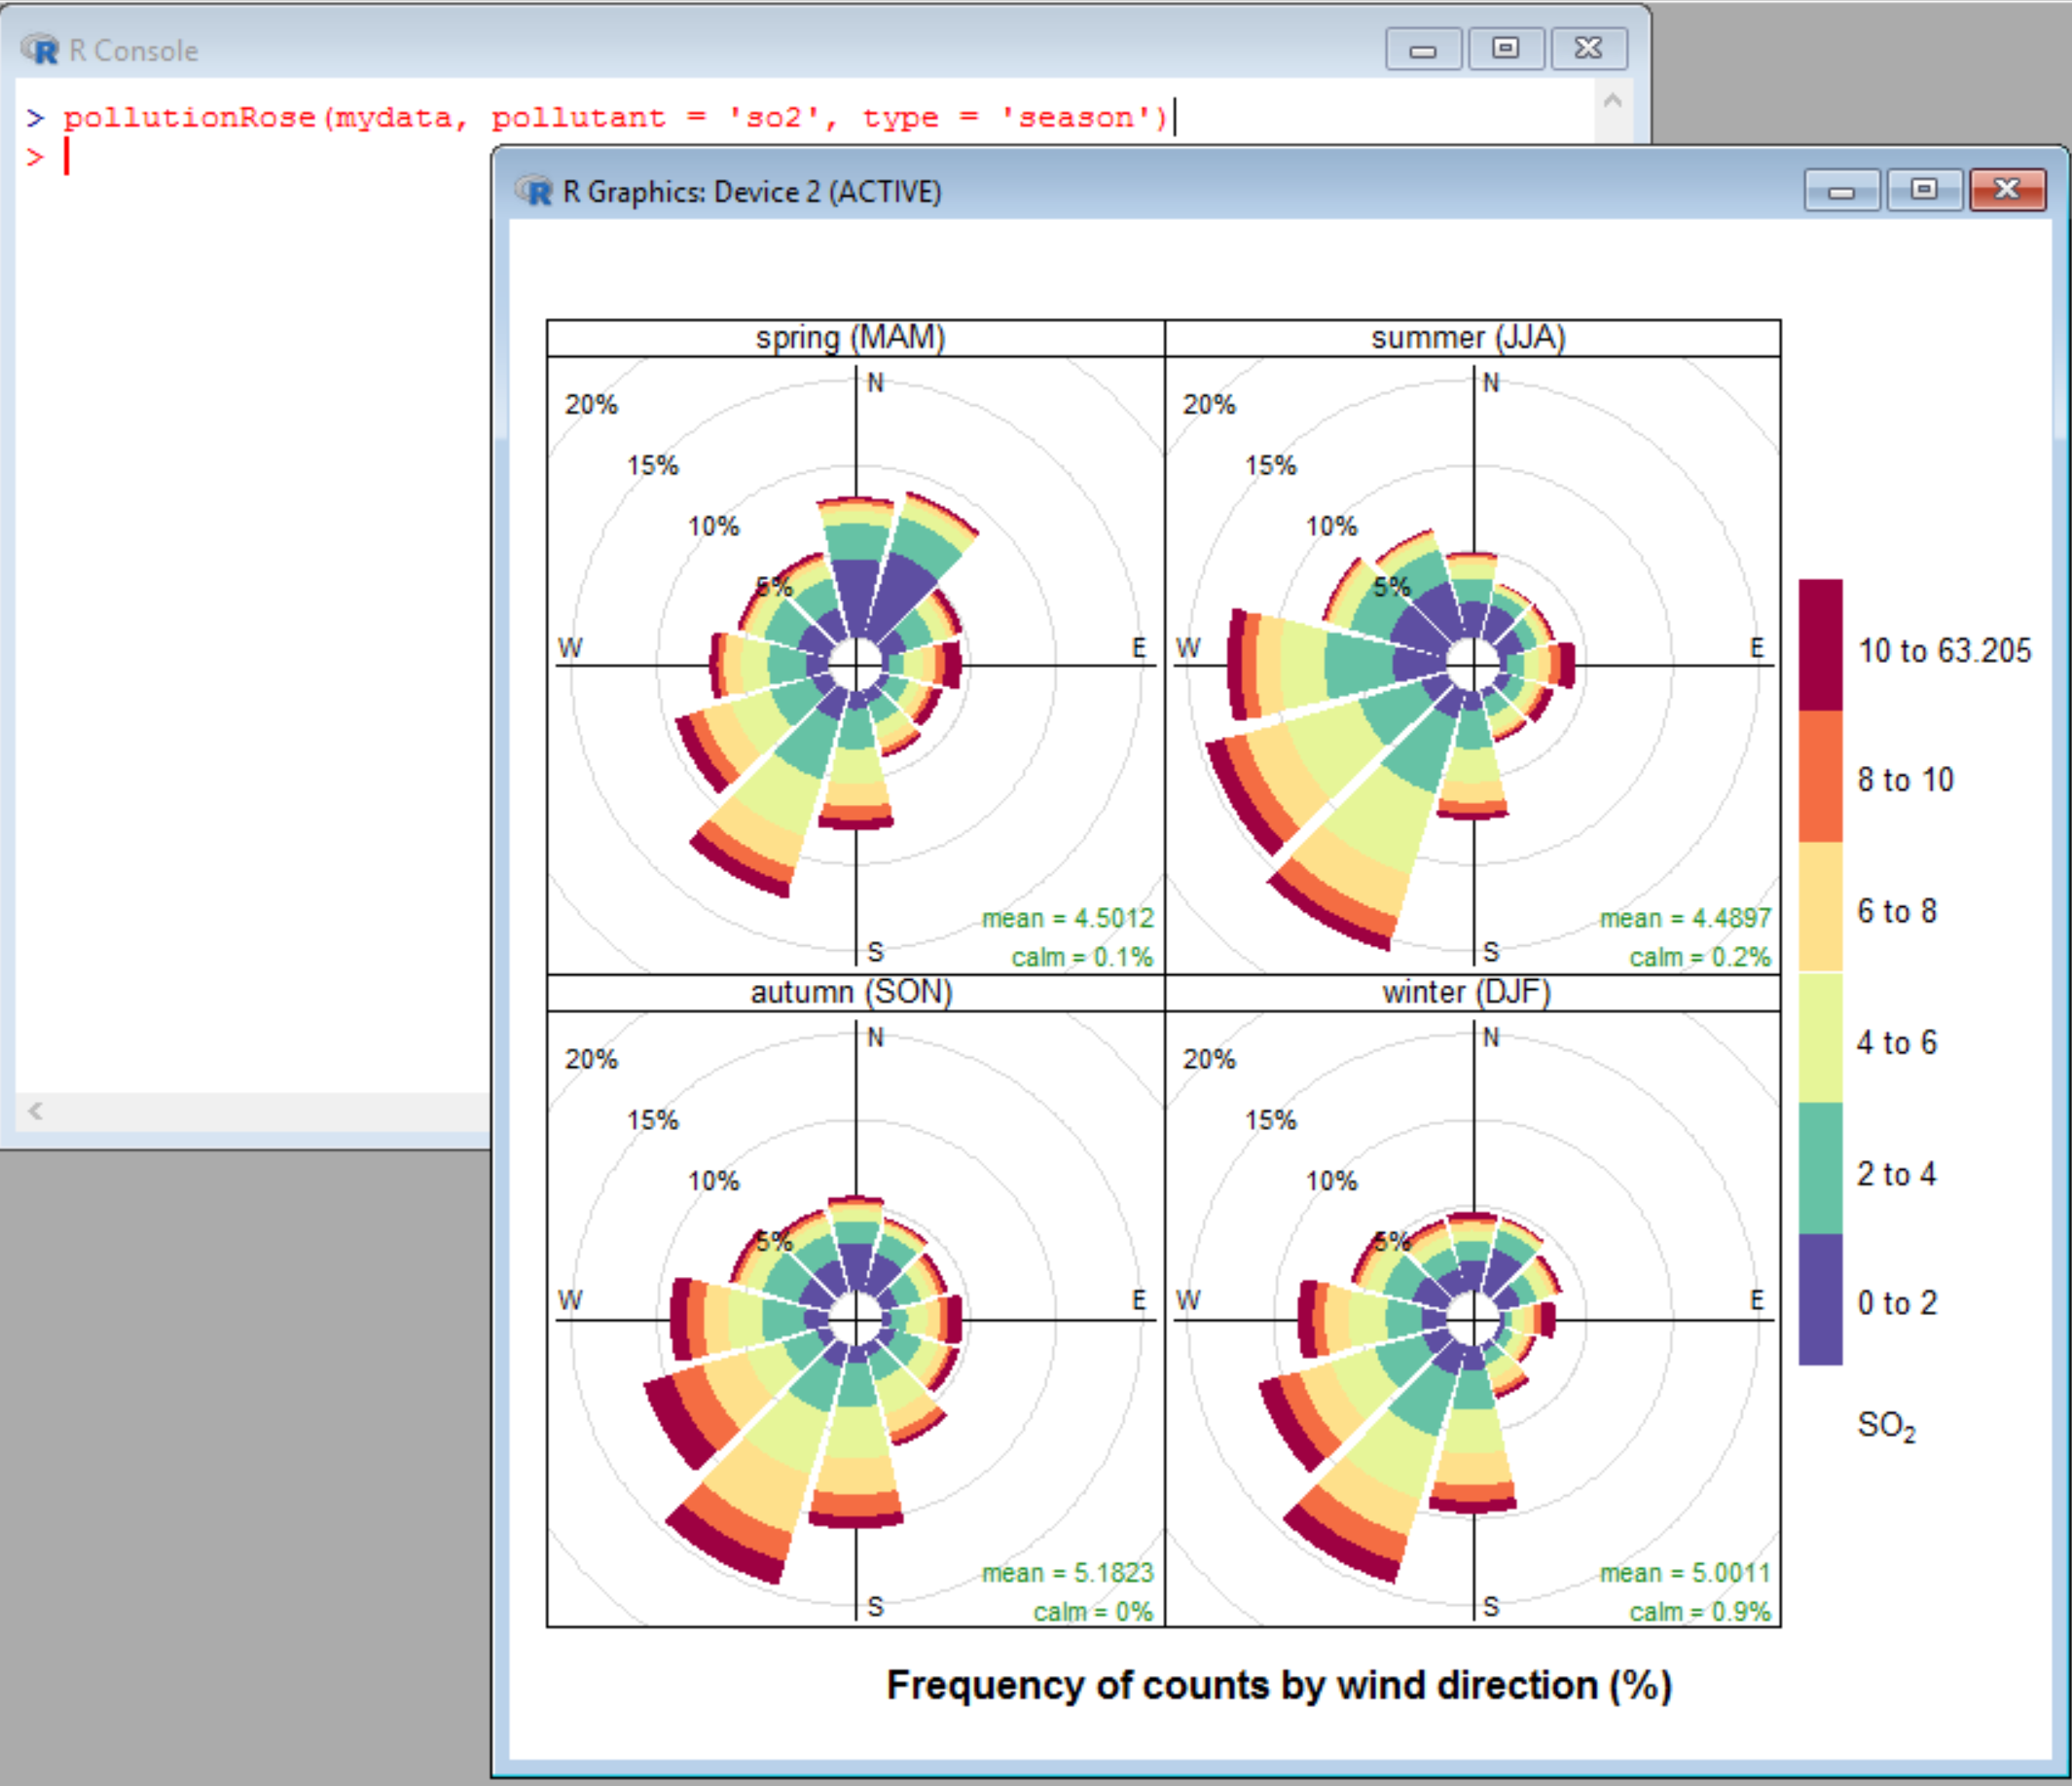 R Console
> pollutionRose(mydata, pollutant = 'so2', type = 'season')
>
R Graphics: Device 2 (ACTIVE)
spring (MAM)
N
20%
15%
10%
5%
W
E
mean = 4.5012
S
calm = 0.1%
summer (JJA)
N
20%
15%
10%
5%
W
E
mean = 4.4897
S
calm = 0.2%
autumn (SON)
N
20%
15%
10%
5%
W
E
mean = 5.1823
S
calm = 0%
winter (DJF)
N
20%
15%
10%
5%
W
E
mean = 5.0011
S
calm = 0.9%
10 to 63.205
8 to 10
6 to 8
4 to 6
2 to 4
0 to 2
SO₂
Frequency of counts by wind direction (%)